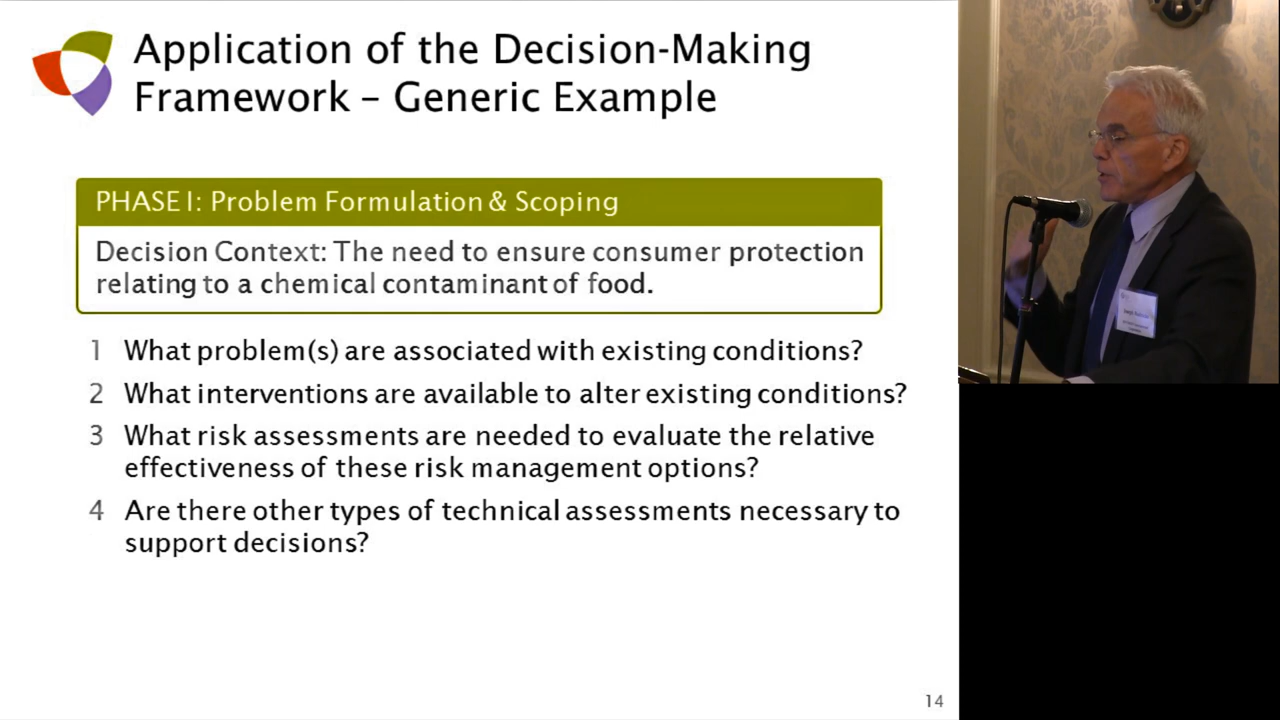 Application of the Decision-Making
Framework – Generic Example
PHASE I: Problem Formulation & Scoping
Decision Context: The need to ensure consumer protection
relating to a chemical contaminant of food.
1 What problem(s) are associated with existing conditions?
2 What interventions are available to alter existing conditions?
3 What risk assessments are needed to evaluate the relative
effectiveness of these risk management options?
4 Are there other types of technical assessments necessary to
support decisions?
14